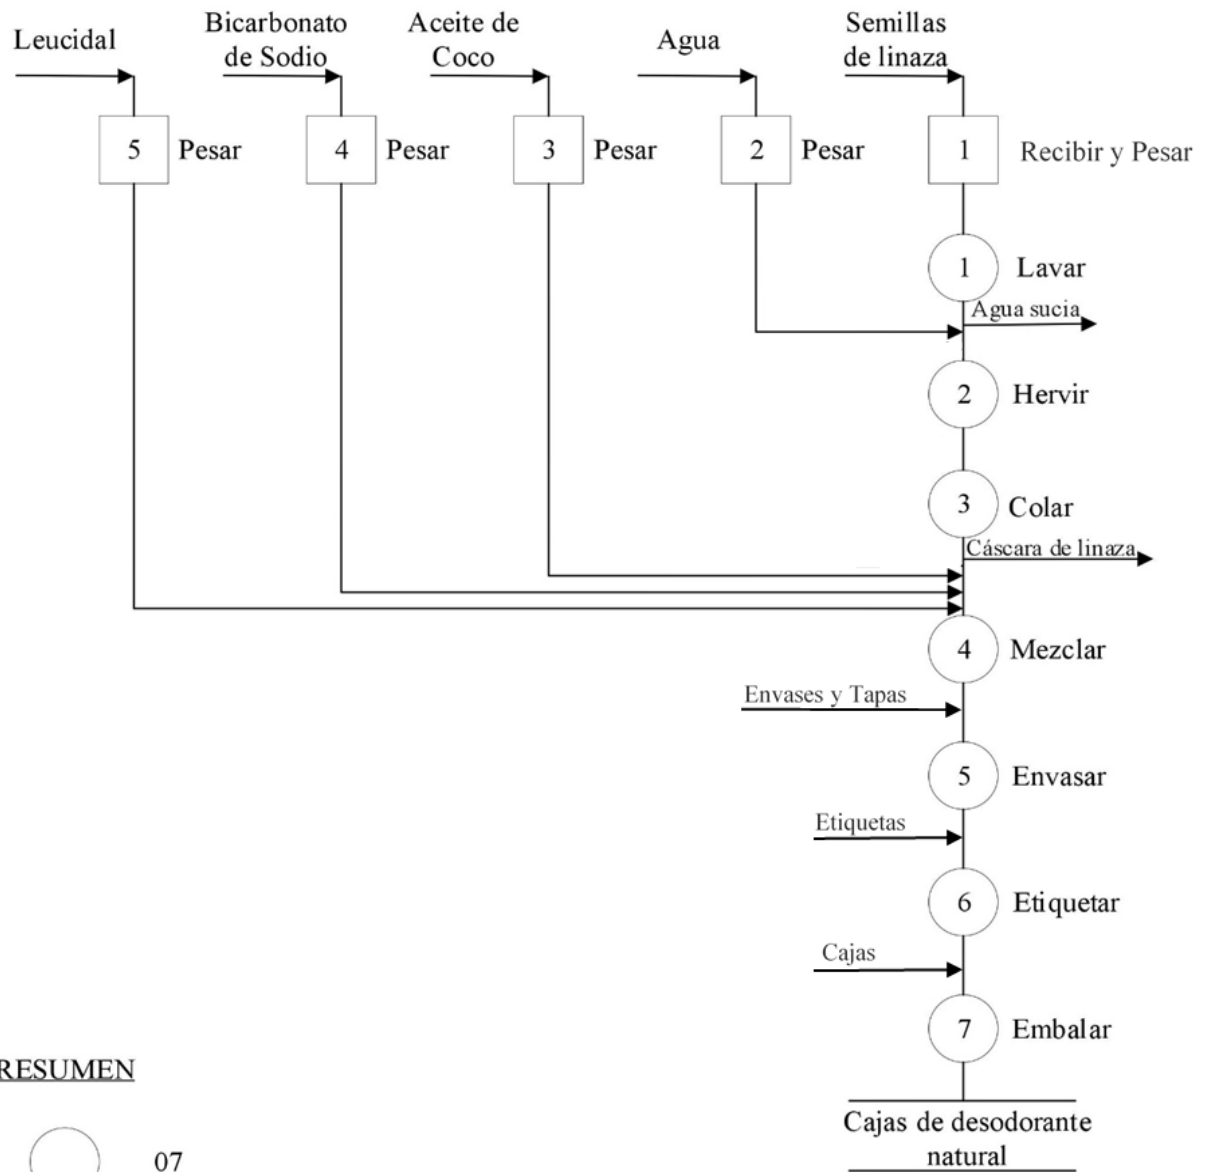 Leucidal
Bicarbonato
de Sodio
Aceite de
Coco
Agua
Semillas
de linaza
5 Pesar
4 Pesar
3 Pesar
2 Pesar
1 Recibir y Pesar
1 Lavar
Agua sucia
2 Hervir
3 Colar
Cáscara de linaza
4 Mezclar
Envases y Tapas
5 Envasar
Etiquetas
6 Etiquetar
Cajas
7 Embalar
RESUMEN
Cajas de desodorante
natural
07